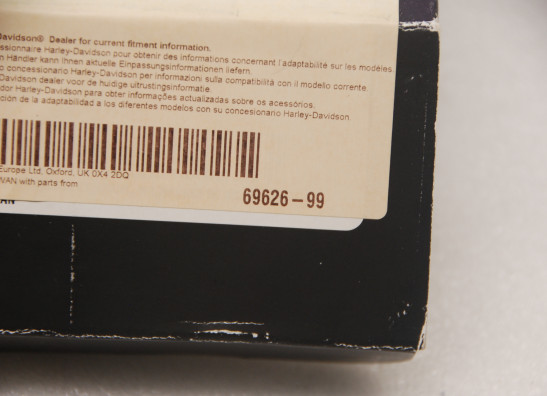 Davidson® Dealer for current fitment information.
essionnaire Harley-Davidson pour obtenir des informations concernant l'adaptabilité sur les modèles
n Händler kann Ihnen aktuelle Einpassungsinformationen liefern.
o concessionario Harley-Davidson per informazioni sulla compatibilità con il modello corrente.
Davidson dealer voor de huidige uitrustingsinformatie.
dor Harley-Davidson para obter informações actualizadas sobre os acessórios.
ción de la adaptabilidad a los diferentes modelos con su concesionario Harley-Davidson
Europe Ltd, Oxford, UK 0X4 2DQ
WAN with parts from
69626-99
AN